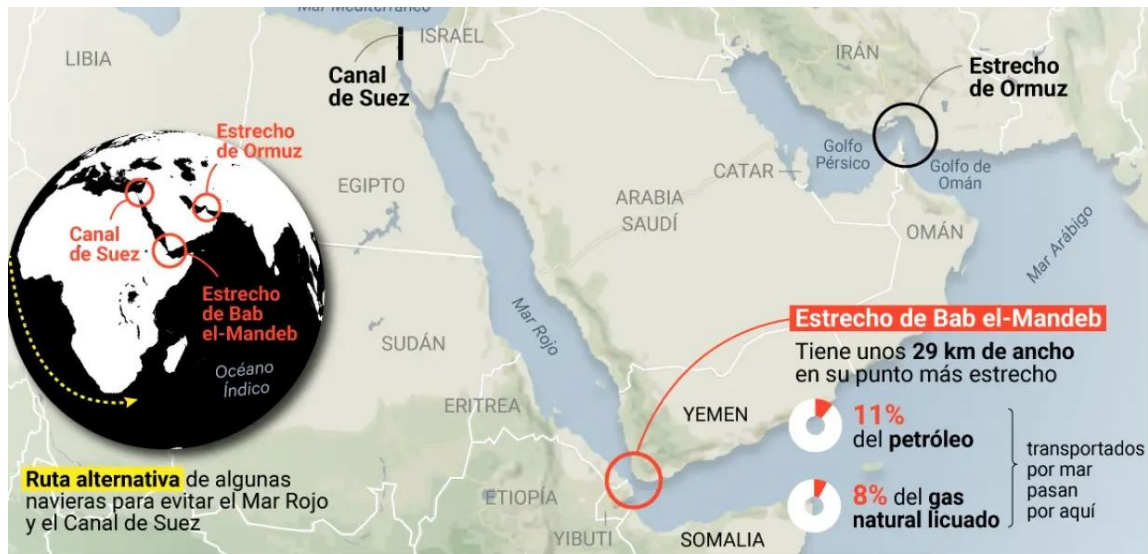 Mar Mediterráneo
LIBIA
ISRAEL
Canal
de Suez
IRÁN
Estrecho
de Ormuz
Golfo
Pérsico
Golfo de
Omán
CATAR
EGIPTO
ARABIA
SAUDÍ
OMÁN
Mar Arábigo
Mar Rojo
SUDÁN
ERITREA
YEMEN
ETIOPÍA
YIBUTI
SOMALIA
Estrecho
de Ormuz
Canal
de Suez
Estrecho
de Bab
el-Mandeb
Océano
Índico
Ruta alternativa de algunas
navieras para evitar el Mar Rojo
y el Canal de Suez
Estrecho de Bab el-Mandeb
Tiene unos 29 km de ancho
en su punto más estrecho
11%
del petróleo
8% del gas
natural licuado
transportados
por mar
pasan
por aquí